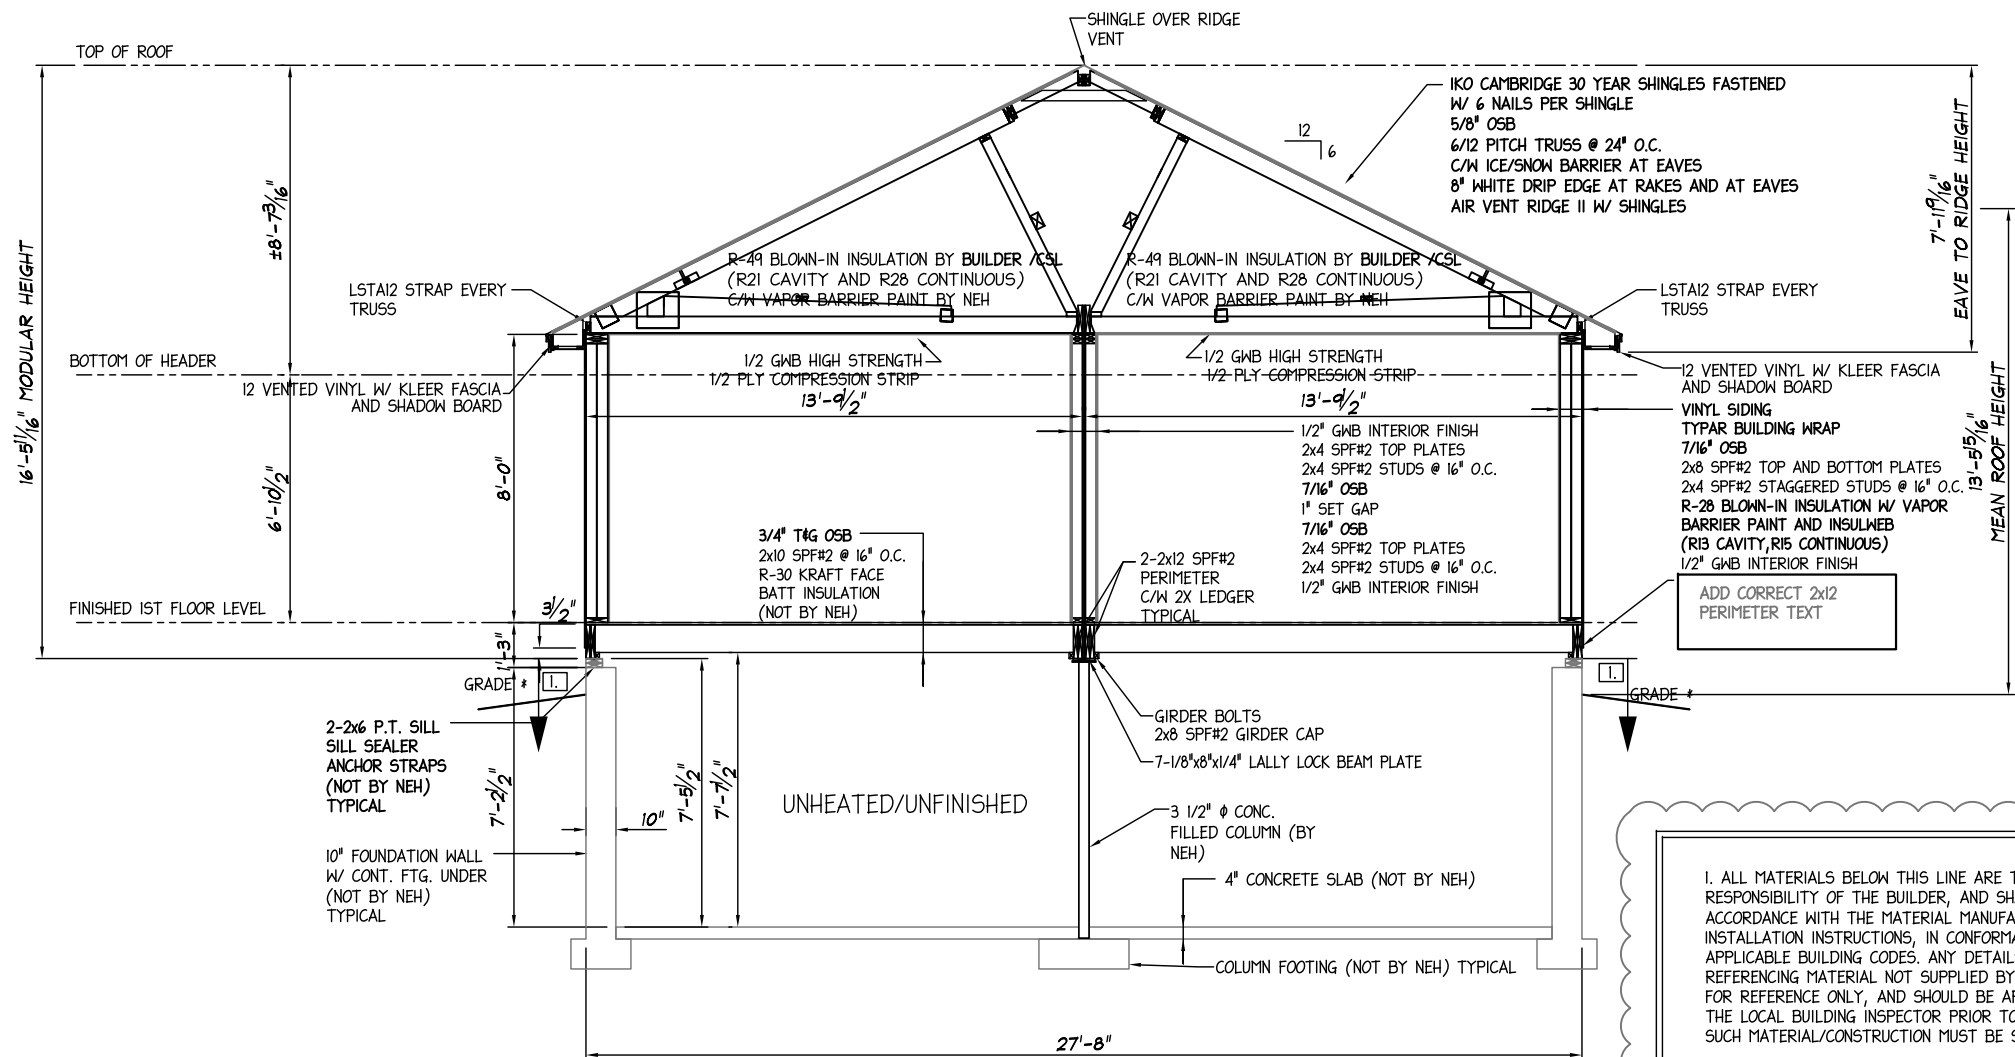 SHINGLE OVER RIDGE
VENT
TOP OF ROOF
IKO CAMBRIDGE 30 YEAR SHINGLES FASTENED
W/ 6 NAILS PER SHINGLE
5/8" OSB
6/12 PITCH TRUSS @ 24" O.C.
C/W ICE/SNOW BARRIER AT EAVES
8" WHITE DRIP EDGE AT RAKES AND AT EAVES
AIR VENT RIDGE II W/ SHINGLES
12
6
16'-5 11/16" MODULAR HEIGHT
±8'-7 3/16"
7'-11 9/16"
EAVE TO RIDGE HEIGHT
R-49 BLOWN-IN INSULATION BY BUILDER /CSL
(R21 CAVITY AND R28 CONTINUOUS)
C/W VAPOR BARRIER PAINT BY NEH
R-49 BLOWN-IN INSULATION BY BUILDER /CSL
(R21 CAVITY AND R28 CONTINUOUS)
C/W VAPOR BARRIER PAINT BY NEH
LSTA12 STRAP EVERY
TRUSS
LSTA12 STRAP EVERY
TRUSS
BOTTOM OF HEADER
1/2 GWB HIGH STRENGTH
1/2 PLY COMPRESSION STRIP
1/2 GWB HIGH STRENGTH
1/2 PLY COMPRESSION STRIP
12 VENTED VINYL W/ KLEER FASCIA
AND SHADOW BOARD
12 VENTED VINYL W/ KLEER FASCIA
AND SHADOW BOARD
13'-9 1/2"
13'-9 1/2"
VINYL SIDING
TYPAR BUILDING WRAP
7/16" OSB
2x8 SPF#2 TOP AND BOTTOM PLATES
2x4 SPF#2 STAGGERED STUDS @ 16" O.C.
R-28 BLOWN-IN INSULATION W/ VAPOR
BARRIER PAINT AND INSULWEB
(R13 CAVITY,R15 CONTINUOUS)
1/2" GWB INTERIOR FINISH
13'-5 15/16"
MEAN ROOF HEIGHT
1/2" GWB INTERIOR FINISH
2x4 SPF#2 TOP PLATES
2x4 SPF#2 STUDS @ 16" O.C.
7/16" OSB
1" SET GAP
7/16" OSB
2x4 SPF#2 TOP PLATES
2x4 SPF#2 STUDS @ 16" O.C.
1/2" GWB INTERIOR FINISH
6'-10 1/2"
8'-0"
3/4" T&G OSB
2x10 SPF#2 @ 16" O.C.
R-30 KRAFT FACE
BATT INSULATION
(NOT BY NEH)
2-2x12 SPF#2
PERIMETER
C/W 2X LEDGER
TYPICAL
ADD CORRECT 2x12
PERIMETER TEXT
FINISHED 1ST FLOOR LEVEL
3 1/2"
1'-3"
GRADE *
1.
1.
GRADE *
2-2x6 P.T. SILL
SILL SEALER
ANCHOR STRAPS
(NOT BY NEH)
TYPICAL
GIRDER BOLTS
2x8 SPF#2 GIRDER CAP
7-1/8"x8"x1/4" LALLY LOCK BEAM PLATE
7'-2 1/2"
7'-5 1/2"
7'-7 1/2"
UNHEATED/UNFINISHED
10"
3 1/2" ϕ CONC.
FILLED COLUMN (BY
NEH)
10" FOUNDATION WALL
W/ CONT. FTG. UNDER
(NOT BY NEH)
TYPICAL
4" CONCRETE SLAB (NOT BY NEH)
COLUMN FOOTING (NOT BY NEH) TYPICAL
27'-8"
1. ALL MATERIALS BELOW THIS LINE ARE
RESPONSIBILITY OF THE BUILDER, AND
ACCORDANCE WITH THE MATERIAL
INSTALLATION INSTRUCTIONS, IN
APPLICABLE BUILDING CODES. ANY
REFERENCING MATERIAL NOT SUPPLIED BY
FOR REFERENCE ONLY, AND SHOULD BE
THE LOCAL BUILDING INSPECTOR PRIOR TO
SUCH MATERIAL/CONSTRUCTION MUST BE